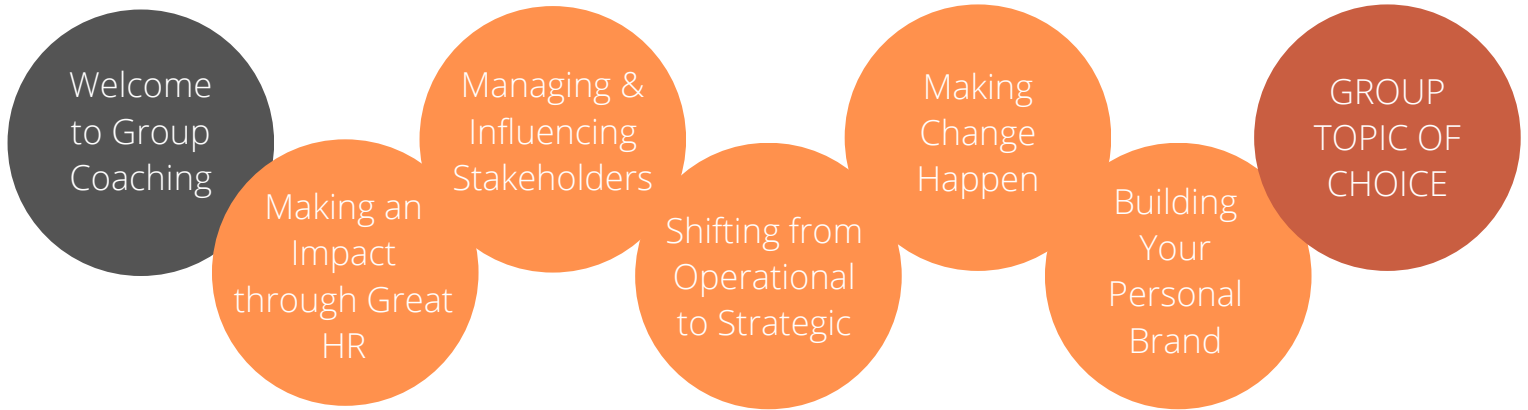 Welcome
to Group
Coaching
Making an
Impact
through Great
HR
Managing &
Influencing
Stakeholders
Shifting from
Operational
to Strategic
Making
Change
Happen
Building
Your
Personal
Brand
GROUP
TOPIC OF
CHOICE